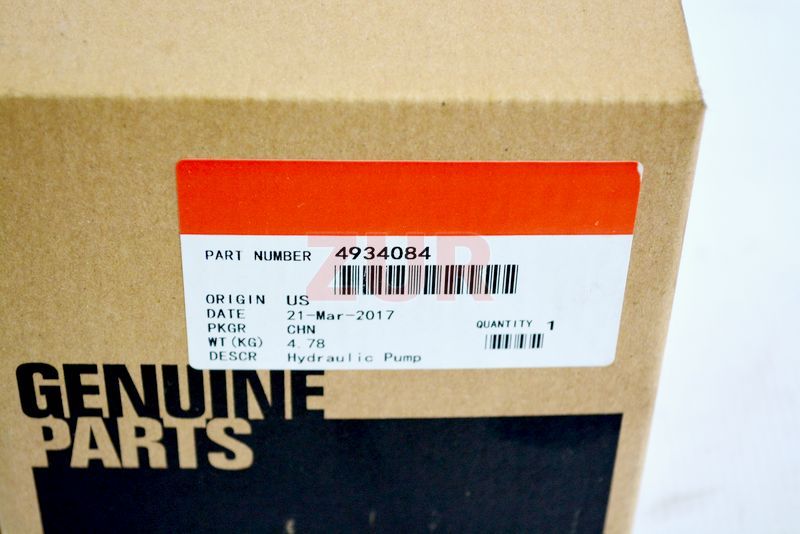 PART NUMBER 4934084
ZUR
ORIGIN US
DATE 21-Mar-2017
PKGR CHN
QUANTITY 1
WT(KG) 4.78
DESCR Hydraulic Pump
GENUINE
PARTS